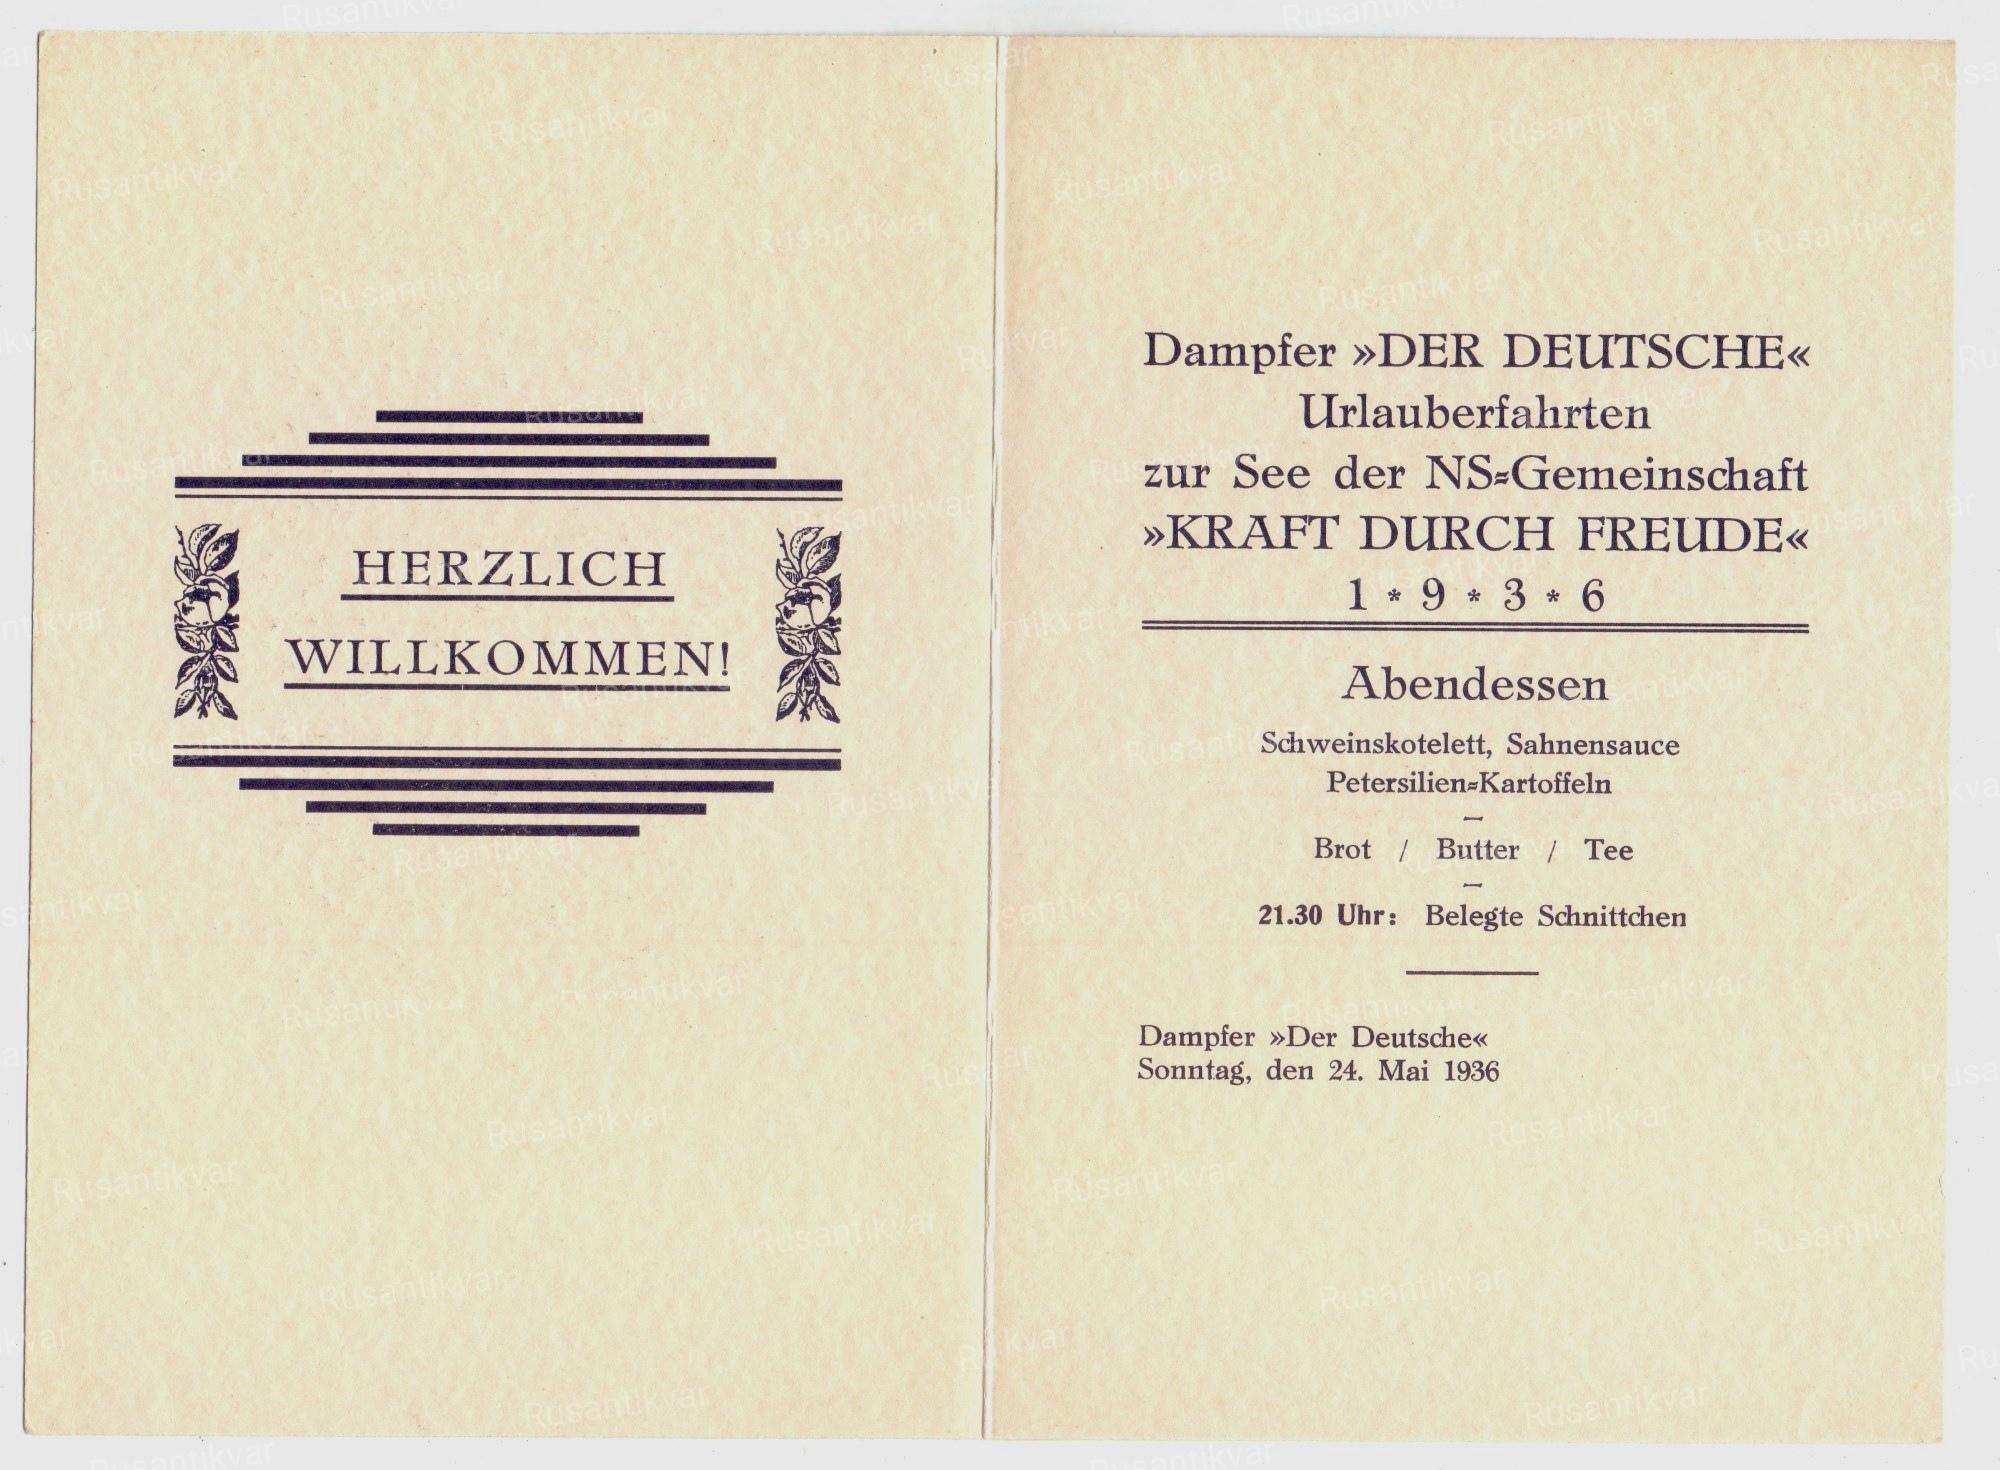 HERZLICH
WILLKOMMEN!
Dampfer »DER DEUTSCHE«
Urlauberfahrten
zur See der NS-Gemeinschaft
»KRAFT DURCH FREUDE«
1 * 9 * 3 * 6
Abendessen
Schweinskotelett, Sahnensauce
Petersilien-Kartoffeln
Brot / Butter / Tee
21.30 Uhr: Belegte Schnittchen
Dampfer »Der Deutsche«
Sonntag, den 24. Mai 1936
Rusantikvar